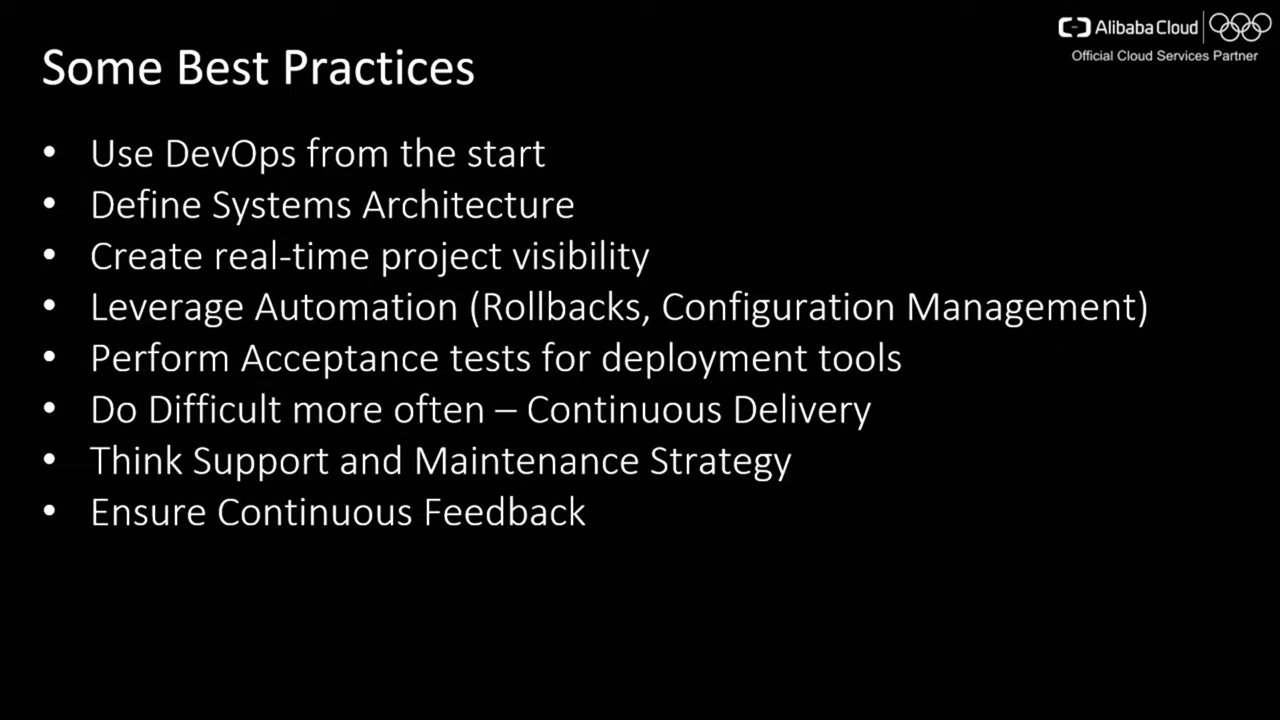 Alibaba Cloud
Official Cloud Services Partner
Some Best Practices
• Use DevOps from the start
• Define Systems Architecture
• Create real-time project visibility
• Leverage Automation (Rollbacks, Configuration Management)
• Perform Acceptance tests for deployment tools
• Do Difficult more often – Continuous Delivery
• Think Support and Maintenance Strategy
• Ensure Continuous Feedback